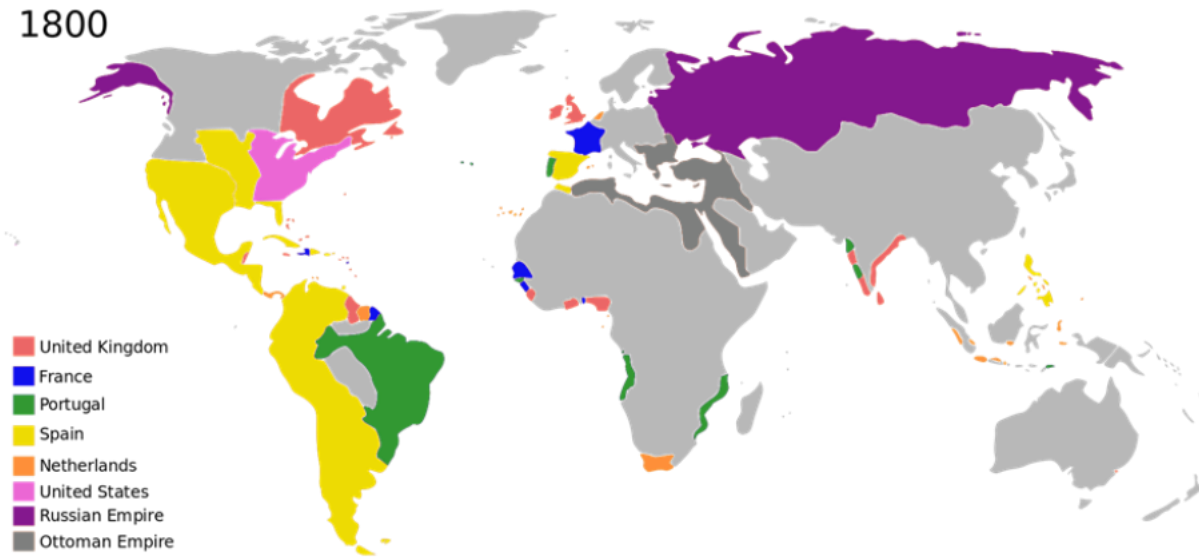 1800
United Kingdom
France
Portugal
Spain
Netherlands
United States
Russian Empire
Ottoman Empire